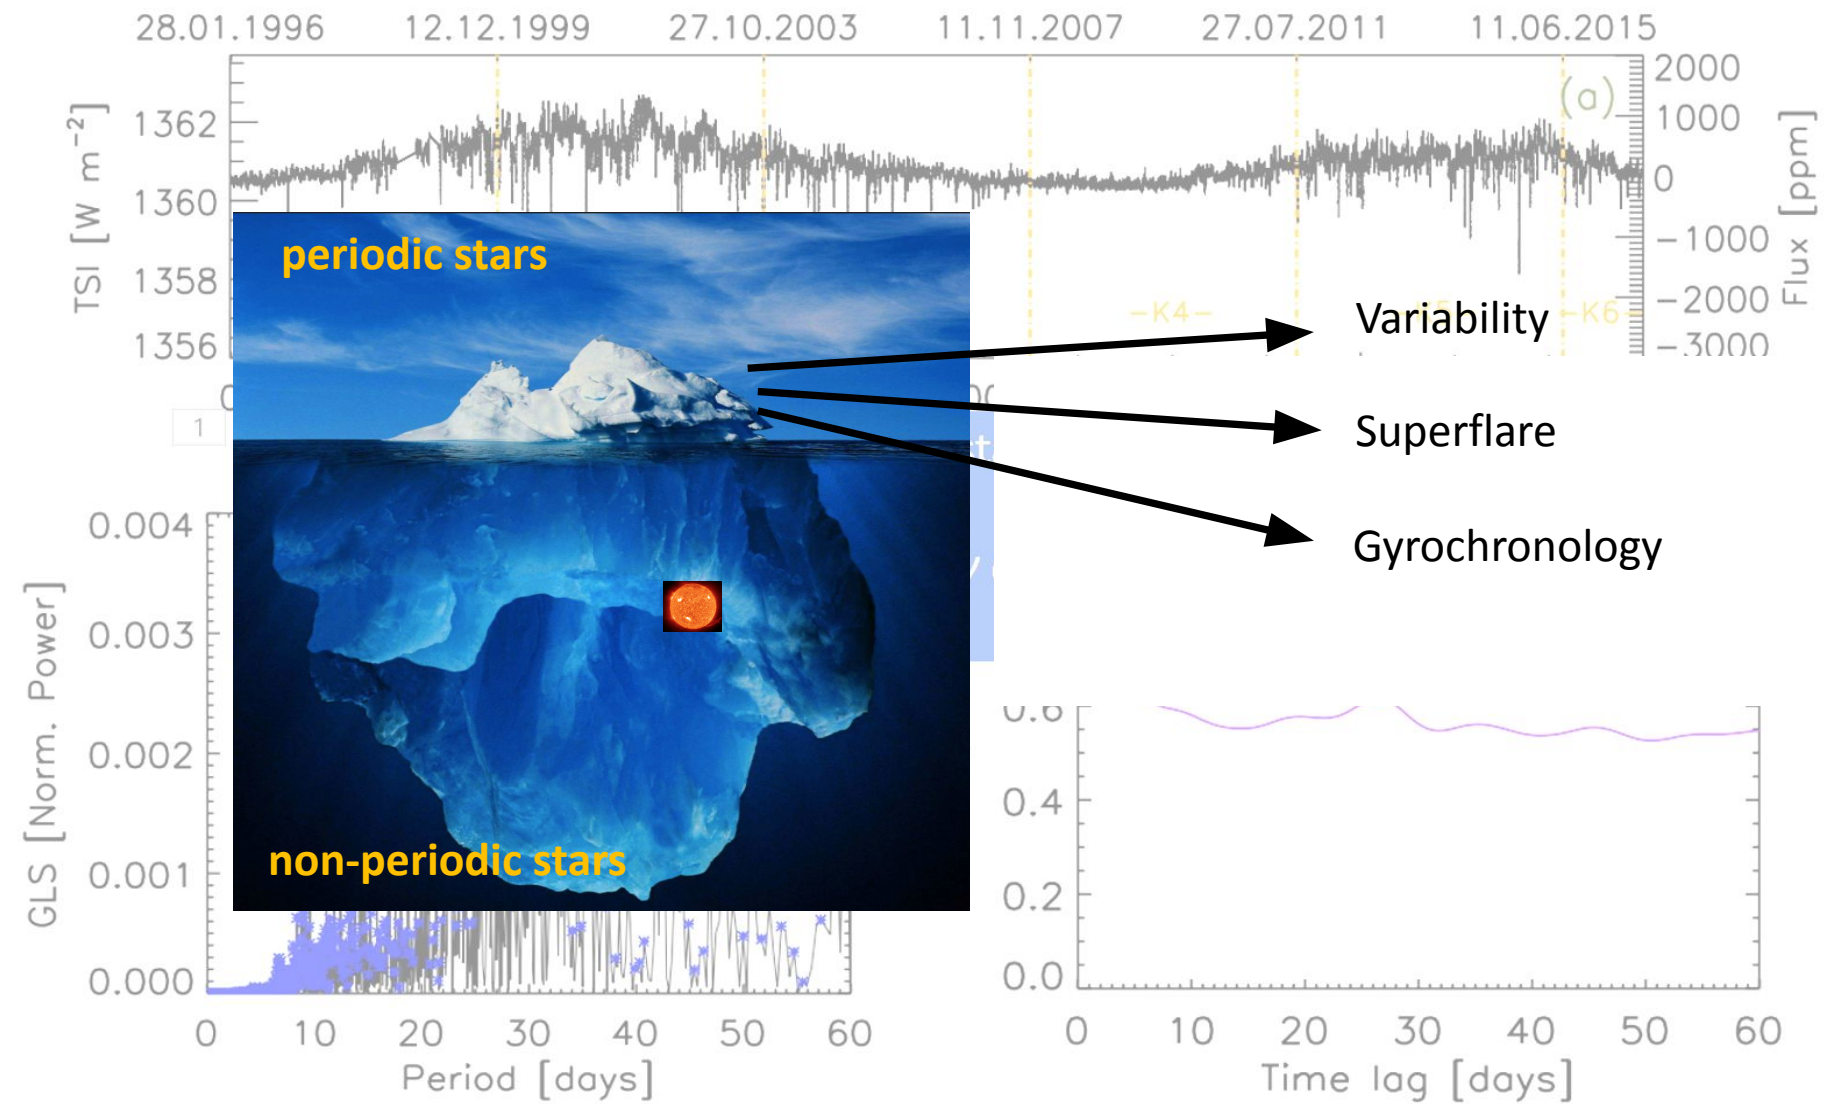 28.01.1996 12.12.1999 27.10.2003 11.11.2007 27.07.2011 11.06.2015
TSI [W m⁻²]
1362
1360
1358
1356
(a)
2000
1000
0
−1000
−2000
−3000
Flux [ppm]
−K4−
−K6−
periodic stars
non-periodic stars
Variability
Superflare
Gyrochronology
1
GLS [Norm. Power]
0.004
0.003
0.002
0.001
0.000
0 10 20 30 40 50 60
Period [days]
0.6
0.4
0.2
0.0
0 10 20 30 40 50 60
Time lag [days]